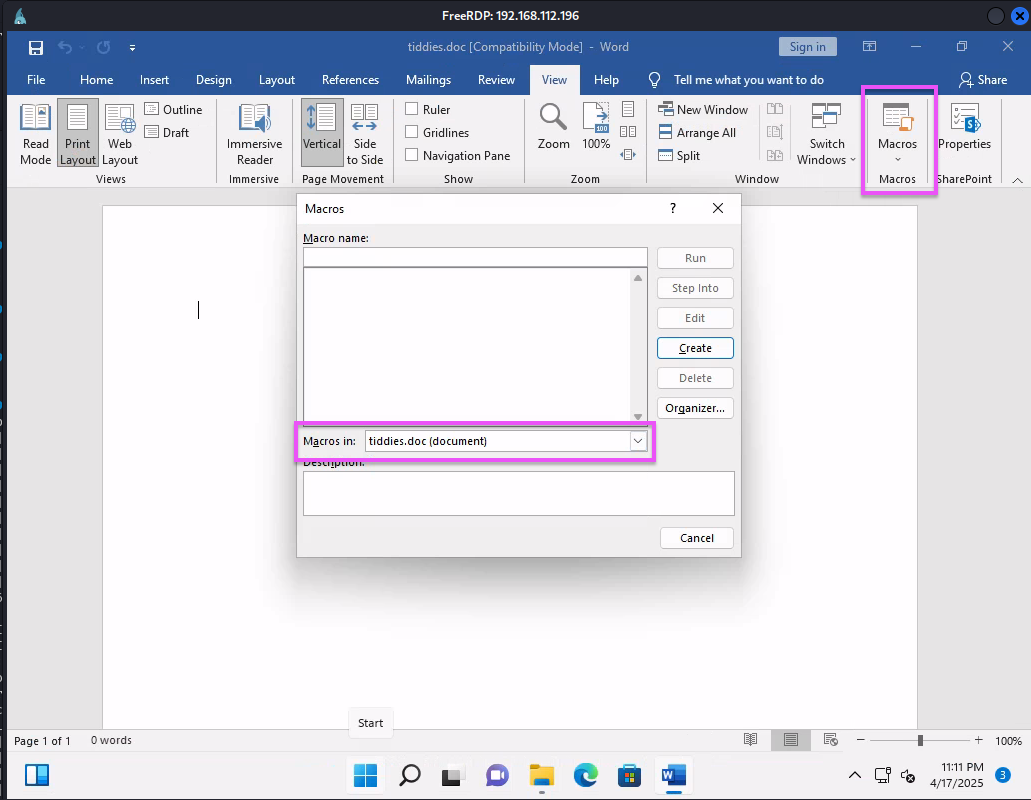 FreeRDP: 192.168.112.196
tiddies.doc [Compatibility Mode] - Word
Sign in
File Home Insert Design Layout References Mailings Review View Help Tell me what you want to do Share
Read Mode
Print Layout
Web Layout
Outline
Draft
Views
Immersive Reader
Immersive
Vertical
Side to Side
Page Movement
Ruler
Gridlines
Navigation Pane
Show
Zoom
100
100%
Zoom
New Window
Arrange All
Split
Switch Windows
Window
Macros
Macros
S
Properties
SharePoint
Macros
?
Macro name:
Run
Step Into
Edit
Create
Delete
Organizer...
Macros in: tiddies.doc (document)
Description:
Cancel
Start
Page 1 of 1 0 words
100%
W
11:11 PM
4/17/2025
3